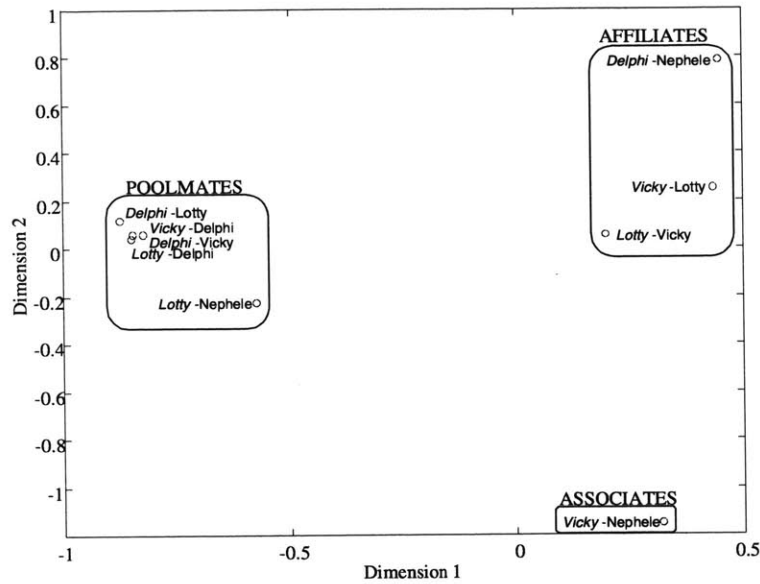 1
AFFILIATES
0.8
Delphi -Nephele
0.6
0.4
POOLMATES
Vicky -Lotty
0.2
Delphi -Lotty
Vicky -Delphi
Lotty -Vicky
Delphi -Vicky
0
Lotty -Delphi
Dimension 2
-0.2
Lotty -Nephele
-0.4
-0.6
-0.8
-1
ASSOCIATES
Vicky -Nephele
-1
-0.5
0
0.5
Dimension 1